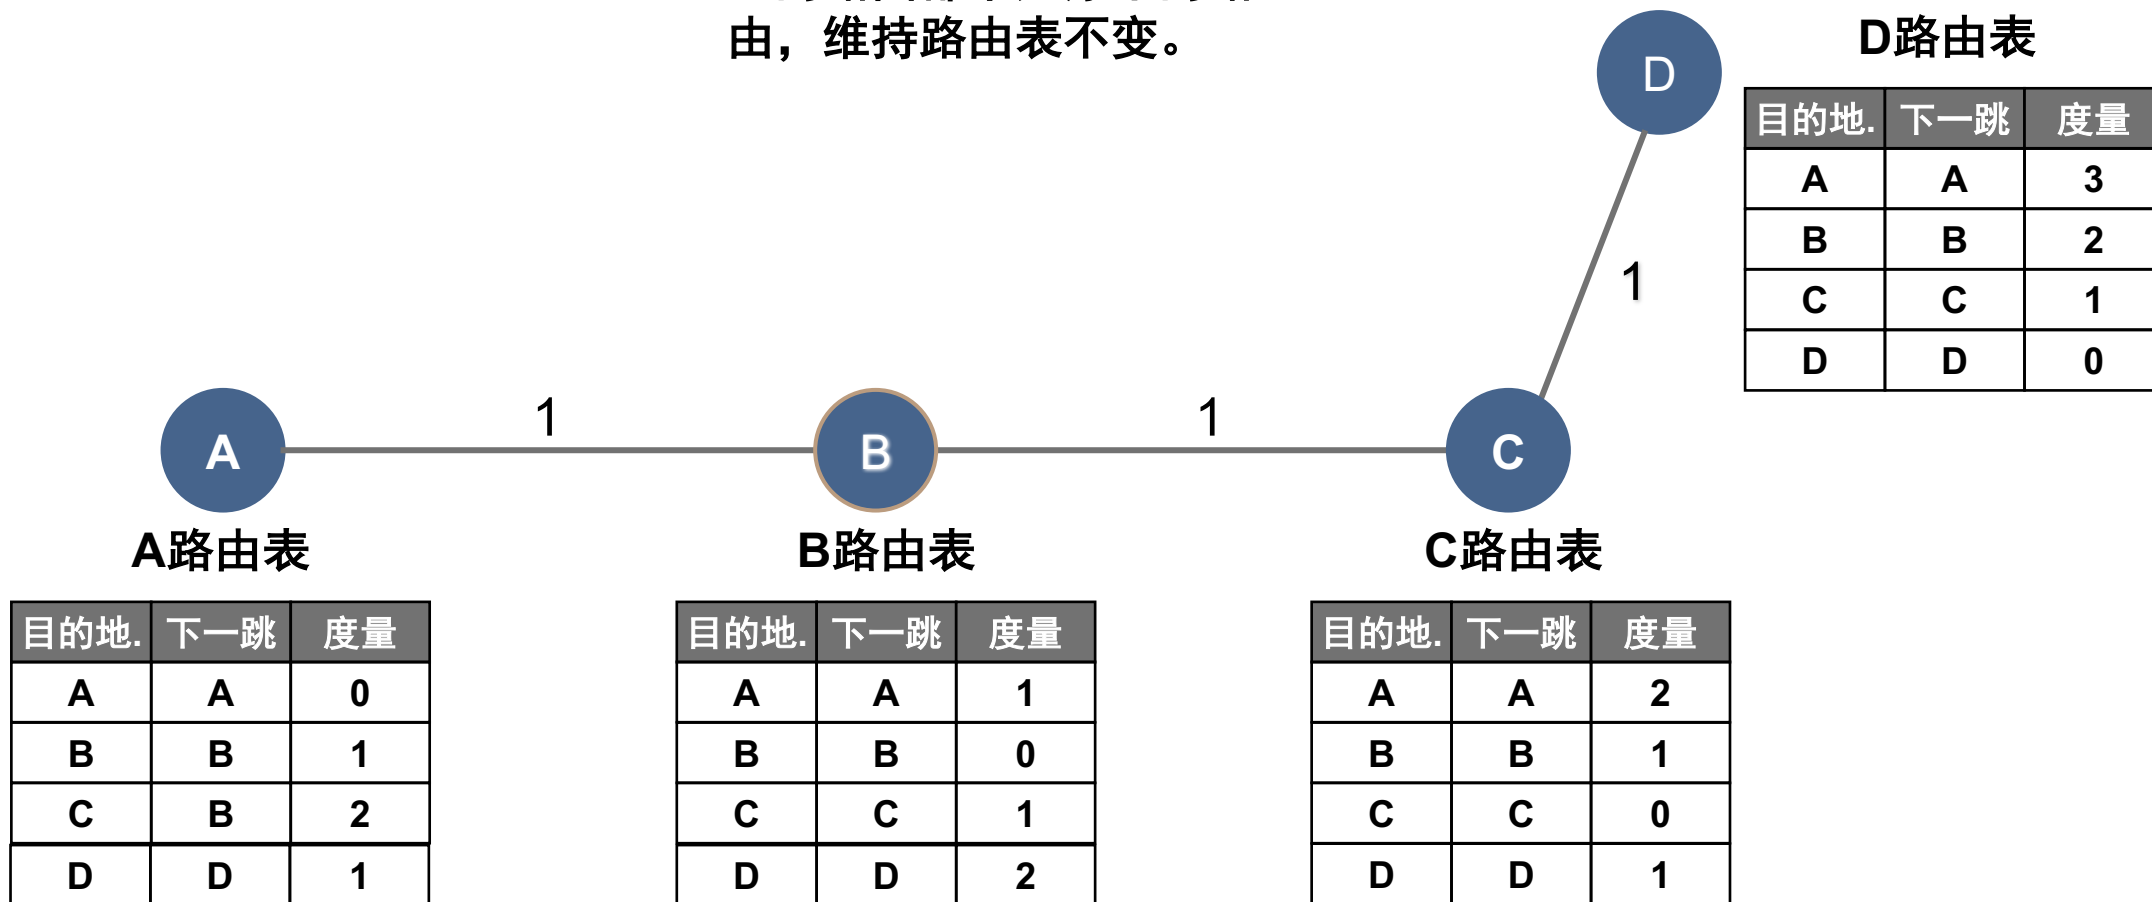 由，维持路由表不变。
D
D路由表
目的地. 下一跳 度量
A A 3
B B 2
C C 1
D D 0
1
A
1
B
1
C
A路由表
目的地. 下一跳 度量
A A 0
B B 1
C B 2
D D 1
B路由表
目的地. 下一跳 度量
A A 1
B B 0
C C 1
D D 2
C路由表
目的地. 下一跳 度量
A A 2
B B 1
C C 0
D D 1